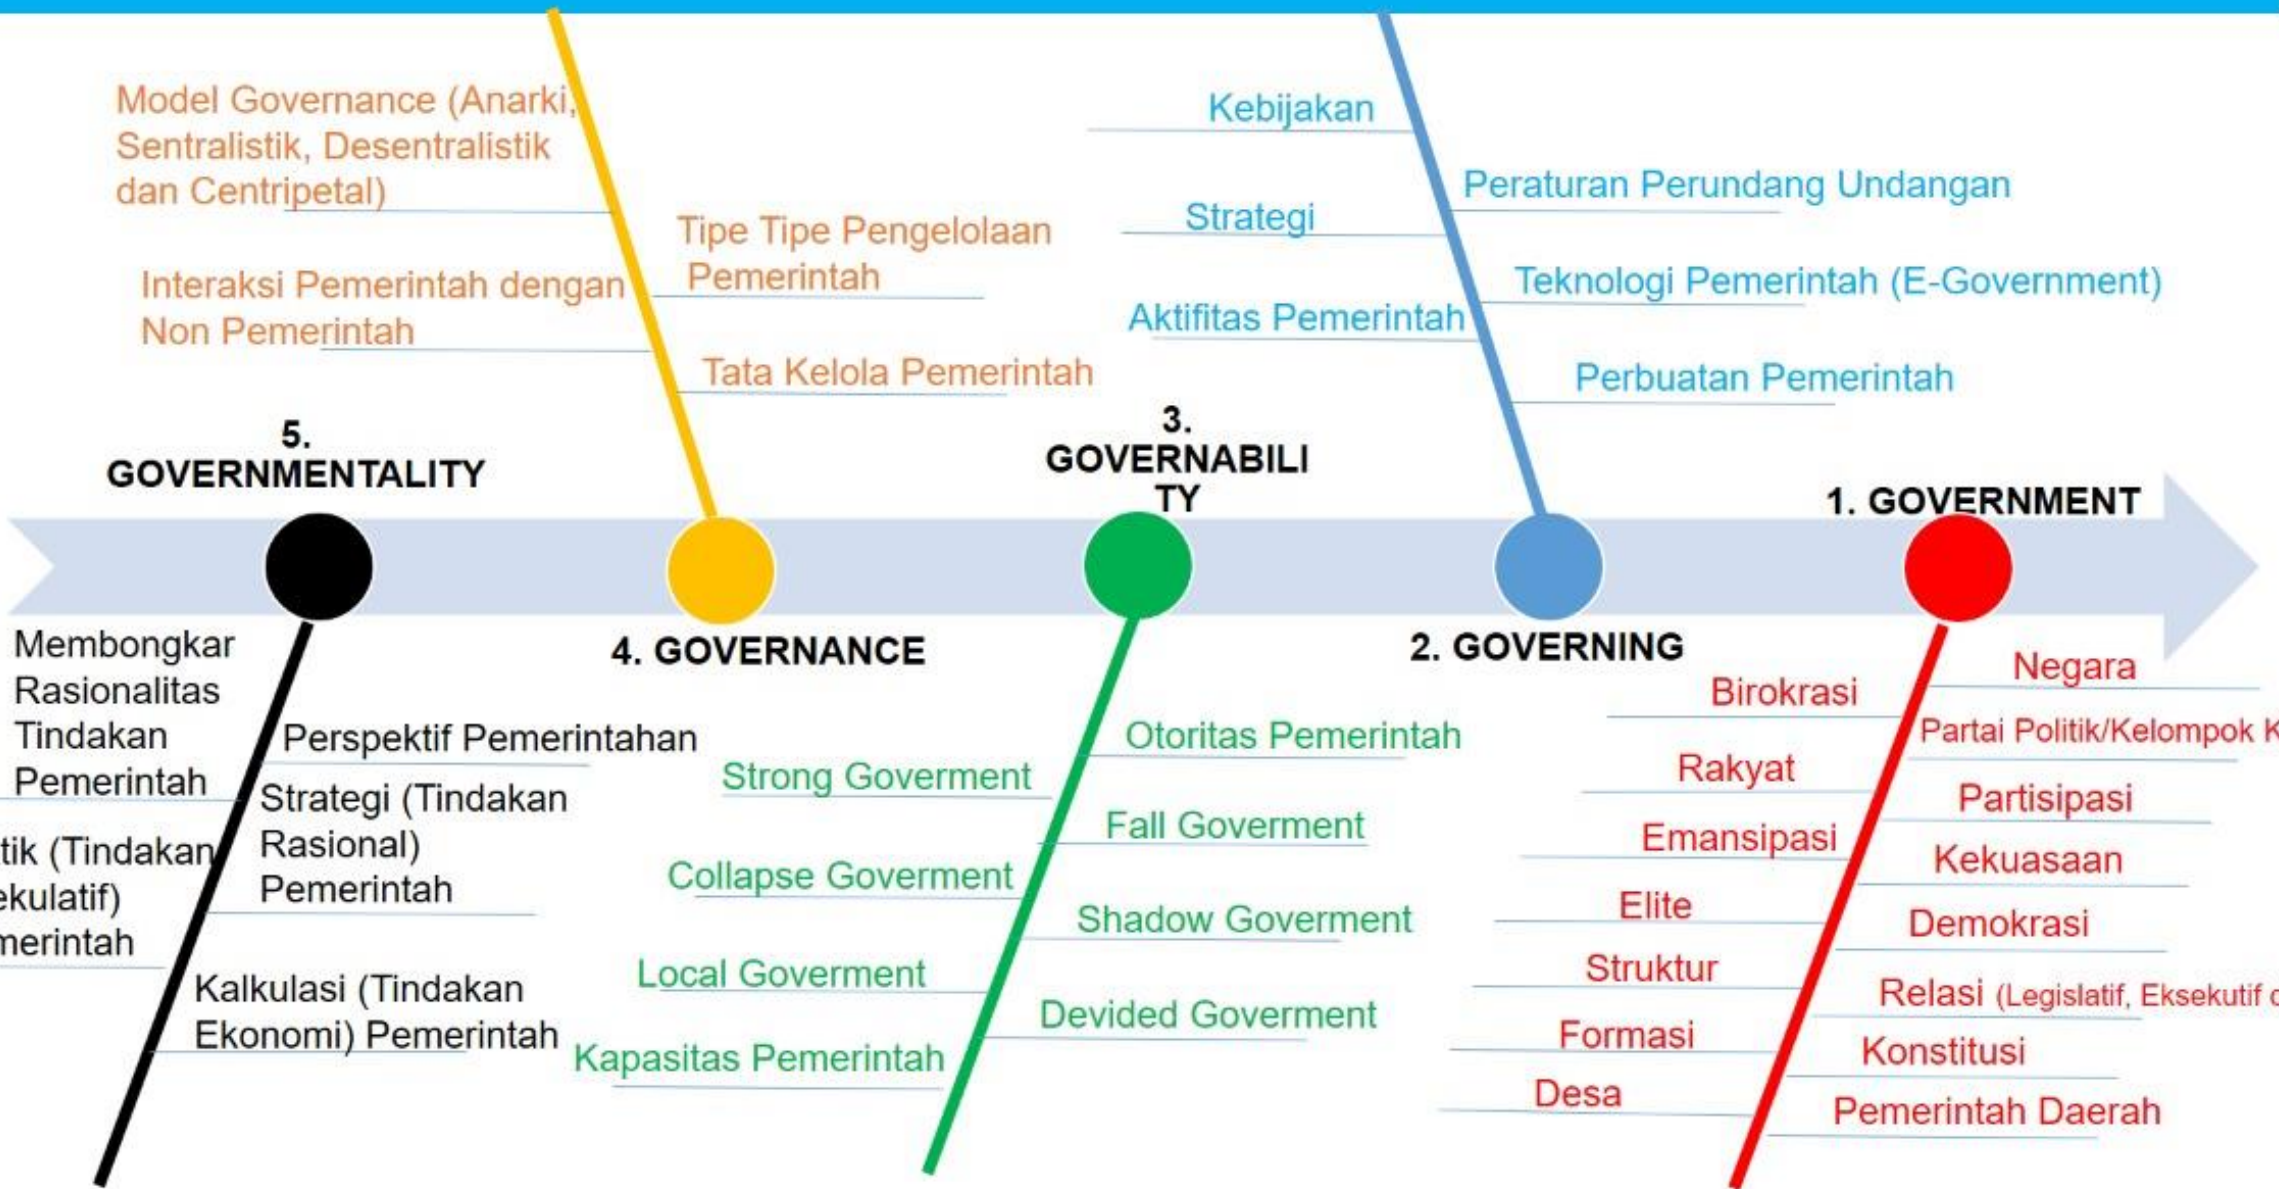 Model Governance (Anarki,
Sentralistik, Desentralistik
dan Centripetal)
Interaksi Pemerintah dengan
Non Pemerintah
Tipe Tipe Pengelolaan
Pemerintah
Tata Kelola Pemerintah
Kebijakan
Strategi
Aktifitas Pemerintah
Peraturan Perundang Undangan
Teknologi Pemerintah (E-Government)
Perbuatan Pemerintah
5.
GOVERNMENTALITY
3.
GOVERNABILI
TY
1. GOVERNMENT
4. GOVERNANCE
2. GOVERNING
Membongkar
Rasionalitas
Tindakan
Pemerintah
(Tindakan
Perspektif Pemerintahan
Strategi (Tindakan
Rasional)
Pemerintah
Kalkulasi (Tindakan
Ekonomi) Pemerintah
Strong Goverment
Collapse Goverment
Local Goverment
Kapasitas Pemerintah
Otoritas Pemerintah
Fall Goverment
Shadow Goverment
Devided Goverment
Birokrasi
Rakyat
Emansipasi
Elite
Struktur
Formasi
Desa
Negara
Partai Politik/Kelompok
Partisipasi
Kekuasaan
Demokrasi
Relasi (Legislatif, Eksekutif
Konstitusi
Pemerintah Daerah